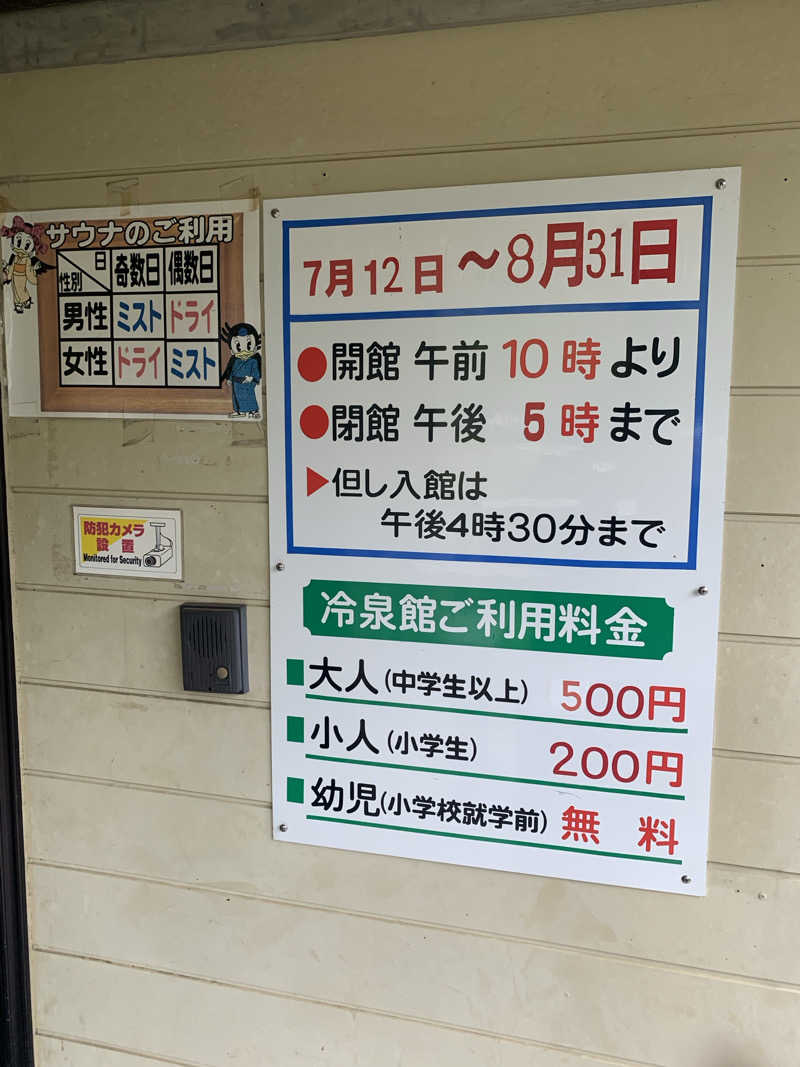 サウナのご利用
日 奇数日 偶数日
性別
男性 ミスト ドライ
女性 ドライ ミスト
防犯カメラ
設置
Monitored for Security
7月12日～8月31日
●開館 午前 10時より
●閉館 午後 5時まで
▶但し入館は
午後4時30分まで
冷泉館ご利用料金
大人(中学生以上) 500円
小人(小学生) 200円
幼児(小学校就学前) 無料